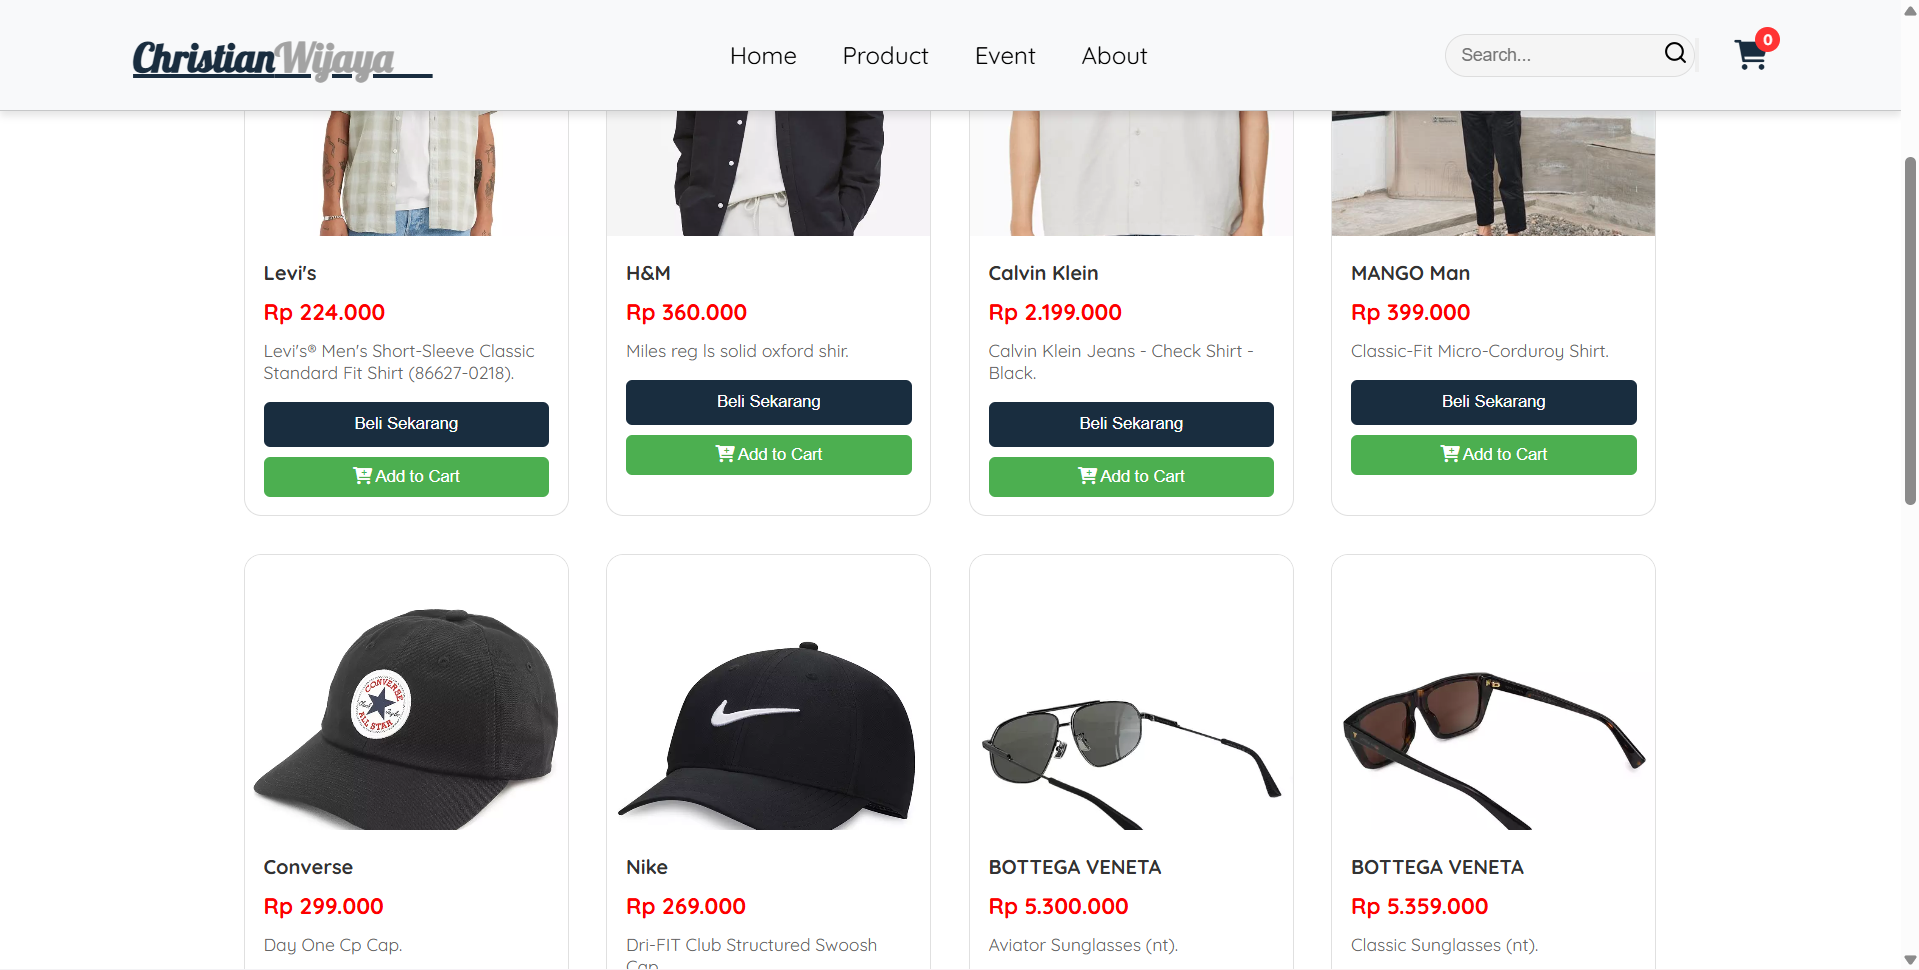 ChristianWijaya
Home
Product
Event
About
Search...
0
Levi's
Rp 224.000
Levi's® Men's Short-Sleeve Classic
Standard Fit Shirt (86627-0218).
Beli Sekarang
Add to Cart
H&M
Rp 360.000
Miles reg ls solid oxford shir.
Beli Sekarang
Add to Cart
Calvin Klein
Rp 2.199.000
Calvin Klein Jeans - Check Shirt -
Black.
Beli Sekarang
Add to Cart
MANGO Man
Rp 399.000
Classic-Fit Micro-Corduroy Shirt.
Beli Sekarang
Add to Cart
CONVERSE
ALL STAR
Converse
Rp 299.000
Day One Cp Cap.
Nike
Rp 269.000
Dri-FIT Club Structured Swoosh
Cap
BOTTEGA VENETA
Rp 5.300.000
Aviator Sunglasses (nt).
BOTTEGA VENETA
Rp 5.359.000
Classic Sunglasses (nt).